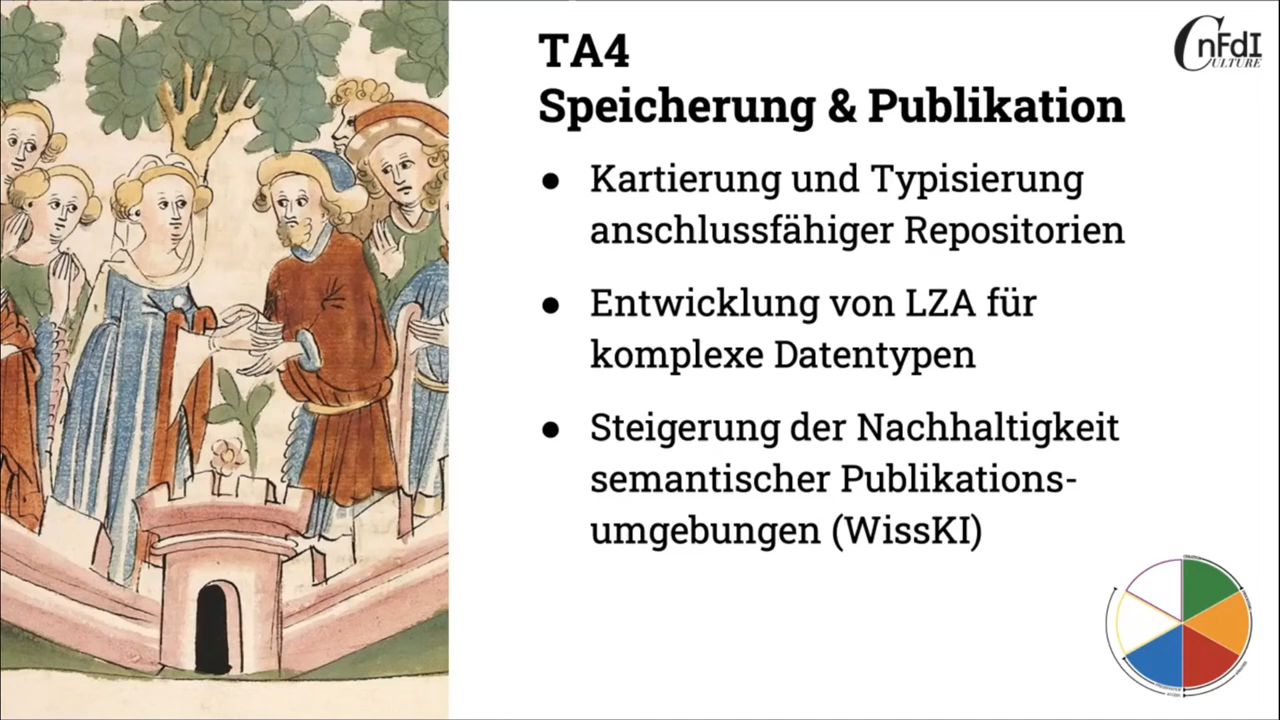 TA4
Speicherung & Publikation
● Kartierung und Typisierung
anschlussfähiger Repositorien
● Entwicklung von LZA für
komplexe Datentypen
● Steigerung der Nachhaltigkeit
semantischer Publikations-
umgebungen (WissKI)
nFdI
CULTURE